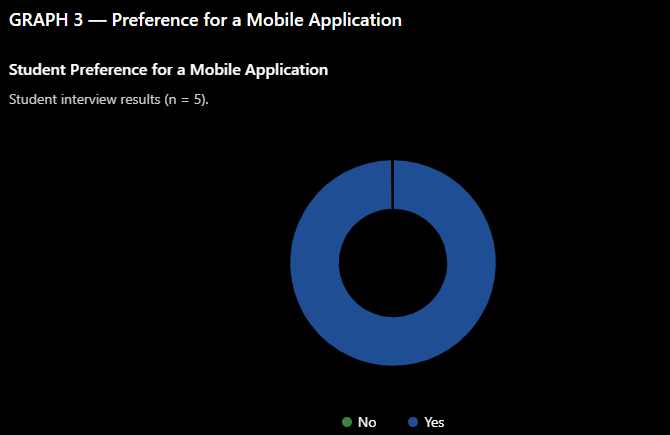 GRAPH 3 — Preference for a Mobile Application
Student Preference for a Mobile Application
Student interview results (n = 5).
No
Yes